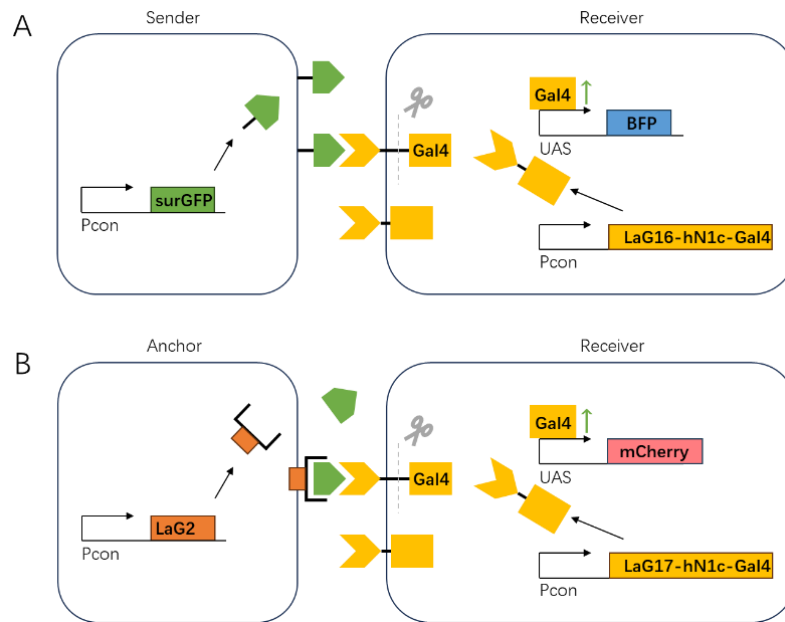 A
Sender
Receiver
Gal4
BFP
UAS
Gal4
surGFP
Pcon
LaG16-hN1c-Gal4
Pcon
B
Anchor
Receiver
Gal4
mCherry
UAS
Gal4
LaG2
Pcon
LaG17-hN1c-Gal4
Pcon